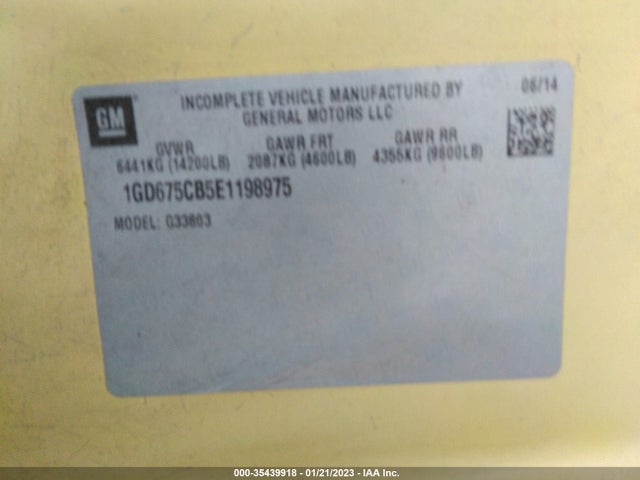 GM
INCOMPLETE VEHICLE MANUFACTURED BY
GENERAL MOTORS LLC
06/14
GVWR GAWR FRT GAWR RR
6441KG (14200LB) 2087KG (4600LB) 4355KG (9600LB)
1GD675CB5E1198975
MODEL: G33803
000-35439918 - 01/21/2023 - IAA Inc.